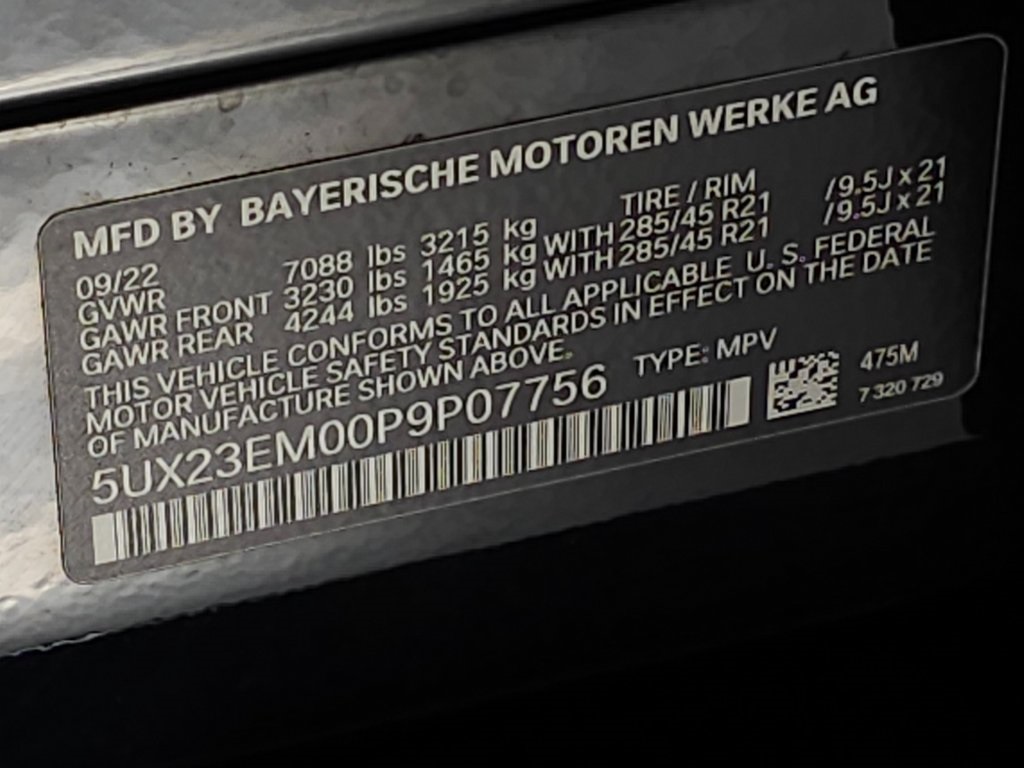 MFD BY BAYERISCHE MOTOREN WERKE AG
09/22 7088 lbs 3215 kg TIRE / RIM
GVWR
GAWR FRONT 3230 lbs 1465 kg WITH 285/45 R21 /9.5J x 21
GAWR REAR 4244 lbs 1925 kg WITH 285/45 R21 /9.5J x 21
THIS VEHICLE CONFORMS TO ALL APPLICABLE U. S. FEDERAL
MOTOR VEHICLE SAFETY STANDARDS IN EFFECT ON THE DATE
OF MANUFACTURE SHOWN ABOVE.
5UX23EM00P9P07756 TYPE: MPV
475M
7 320 729